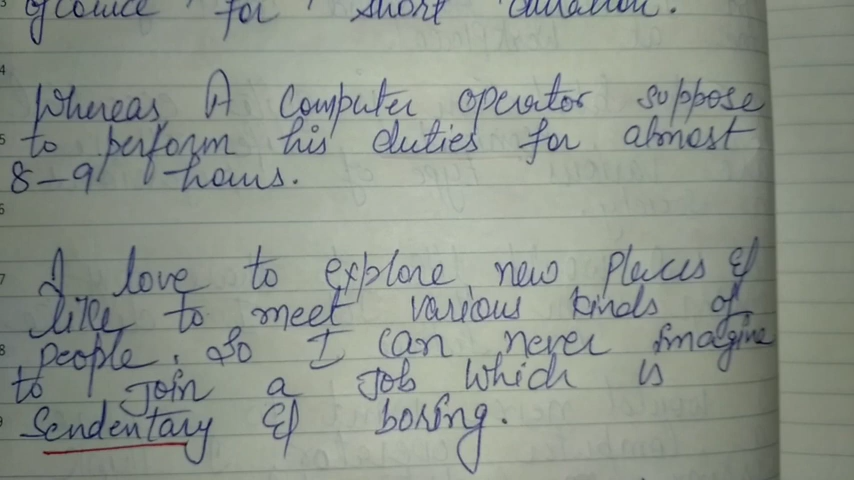 for short duration.
Whereas, A computer operator suppose
to perform his duties for almost
8-9 hours.
I love to explore new places &
like to meet various kinds of
people. So I can never imagine
to join a job which is
Sendentary & boring.